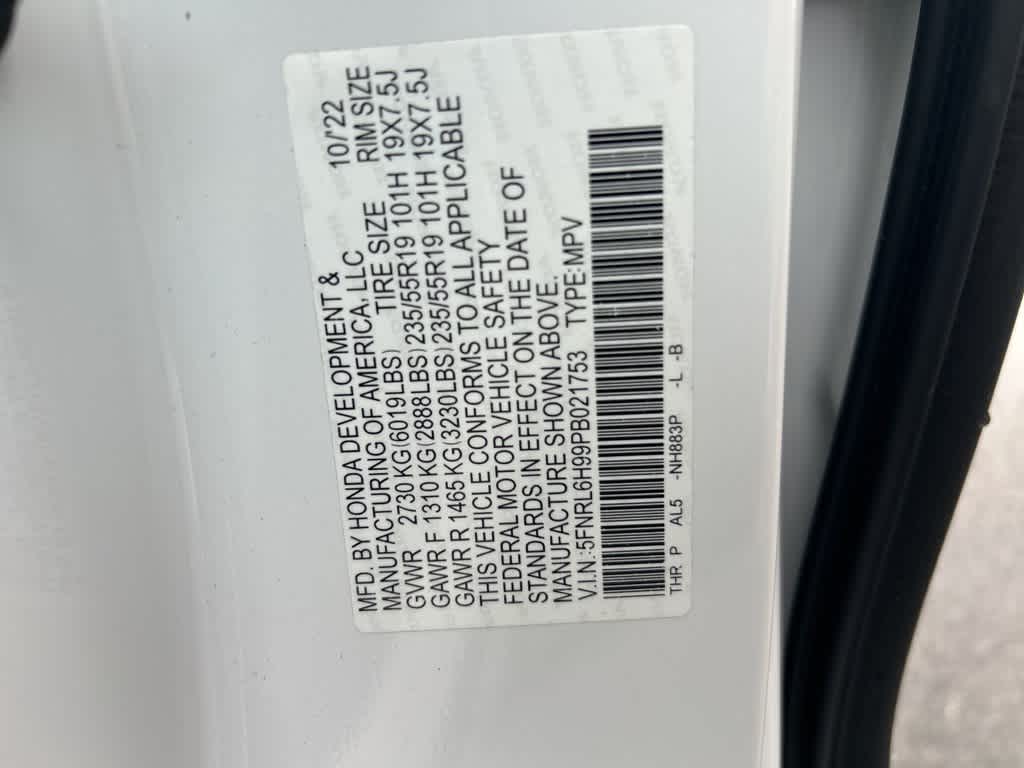 MFD. BY HONDA DEVELOPMENT & 10/'22
MANUFACTURING OF AMERICA, LLC
GVWR 2730 KG(6019LBS) TIRE SIZE RIM SIZE
GAWR F 1310 KG(2888LBS) 235/55R19 101H 19X7.5J
GAWR R 1465 KG(3230LBS) 235/55R19 101H 19X7.5J
THIS VEHICLE CONFORMS TO ALL APPLICABLE
FEDERAL MOTOR VEHICLE SAFETY
STANDARDS IN EFFECT ON THE DATE OF
MANUFACTURE SHOWN ABOVE.
V.I.N.:5FNRL6H99PB021753 TYPE:MPV
THR P AL5 -NH883P -L -B